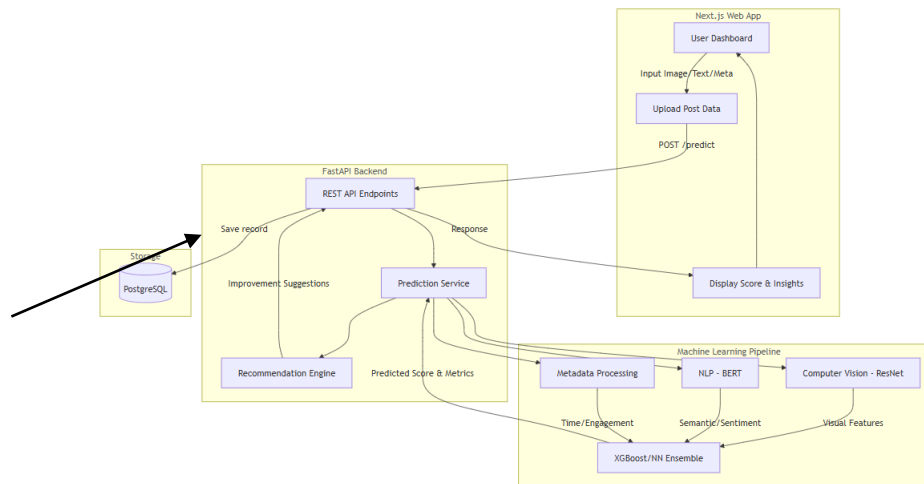 Next.js Web App
User Dashboard
Input Image/Text/Meta
Upload Post Data
POST /predict
FastAPI Backend
REST API Endpoints
Save record
Response
Storage
PostgreSQL
Improvement Suggestions
Prediction Service
Display Score & Insights
Recommendation Engine
Predicted Score & Metrics
Machine Learning Pipeline
Metadata Processing
NLP - BERT
Computer Vision - ResNet
Time/Engagement
Semantic/Sentiment
Visual Features
XGBoost/NN Ensemble